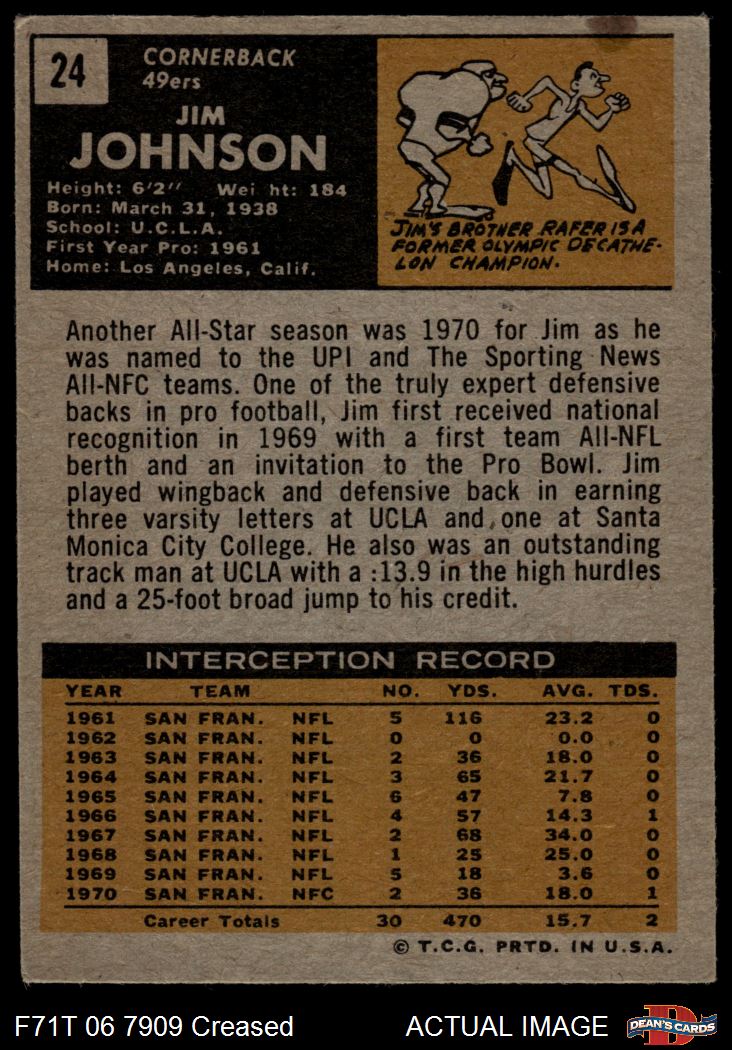 24
CORNERBACK
49ers
JIM
JOHNSON
Height: 6'2" Wei ht: 184
Born: March 31, 1938
School: U.C.L.A.
First Year Pro: 1961
Home: Los Angeles, Calif.
JIM'S BROTHER RAFER IS A
FORMER OLYMPIC DECATHE-
LON CHAMPION.
Another All-Star season was 1970 for Jim as he
was named to the UPI and The Sporting News
All-NFC teams. One of the truly expert defensive
backs in pro football, Jim first received national
recognition in 1969 with a first team All-NFL
berth and an invitation to the Pro Bowl. Jim
played wingback and defensive back in earning
three varsity letters at UCLA and one at Santa
Monica City College. He also was an outstanding
track man at UCLA with a :13.9 in the high hurdles
and a 25-foot broad jump to his credit.
INTERCEPTION RECORD
YEAR TEAM NO. YDS. AVG. TDS.
1961 SAN FRAN. NFL 5 116 23.2 0
1962 SAN FRAN. NFL 0 0 0.0 0
1963 SAN FRAN. NFL 2 36 18.0 0
1964 SAN FRAN. NFL 3 65 21.7 0
1965 SAN FRAN. NFL 6 47 7.8 0
1966 SAN FRAN. NFL 4 57 14.3 1
1967 SAN FRAN. NFL 2 68 34.0 0
1968 SAN FRAN. NFL 1 25 25.0 0
1969 SAN FRAN. NFL 5 18 3.6 0
1970 SAN FRAN. NFC 2 36 18.0 1
Career Totals 30 470 15.7 2
© T.C.G. PRTD. IN U.S.A.
F71T 06 7909 Creased ACTUAL IMAGE DEAN'S CARDS